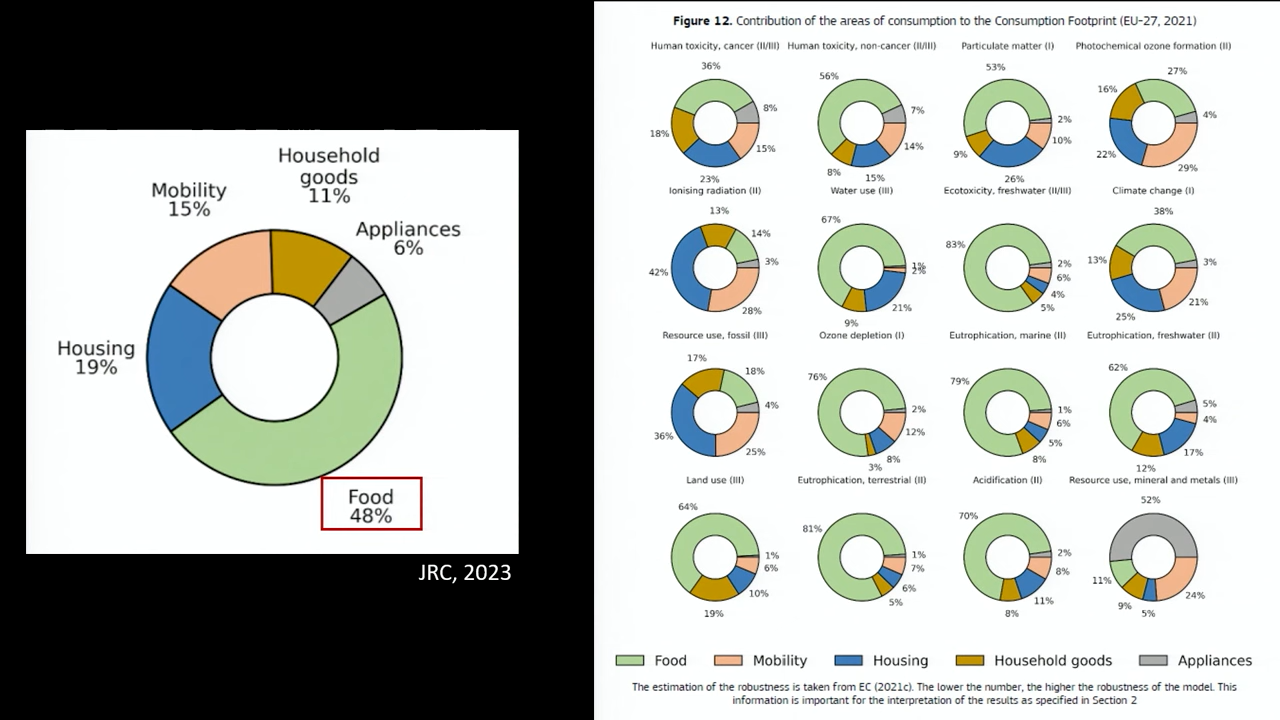 Household
goods
11%
Mobility
15%
Appliances
6%
Housing
19%
Food
48%
JRC, 2023
Figure 12. Contribution of the areas of consumption to the Consumption Footprint (EU-27, 2021)
Human toxicity, cancer (II/III)
36%
8%
18%
15%
23%
Human toxicity, non-cancer (II/III)
56%
7%
14%
8%
15%
Particulate matter (I)
53%
2%
10%
9%
26%
Photochemical ozone formation (II)
27%
16%
4%
22%
29%
Ionising radiation (II)
13%
14%
42%
3%
28%
Water use (III)
67%
1%
2%
21%
9%
Ecotoxicity, freshwater (II/III)
83%
2%
6%
4%
5%
Climate change (I)
38%
13%
3%
21%
25%
Resource use, fossil (III)
17%
18%
4%
36%
25%
Ozone depletion (I)
76%
2%
12%
8%
3%
Eutrophication, marine (II)
79%
1%
6%
5%
8%
Eutrophication, freshwater (II)
62%
5%
4%
17%
12%
Land use (III)
64%
1%
6%
10%
19%
Eutrophication, terrestrial (II)
81%
1%
7%
6%
5%
Acidification (II)
70%
2%
8%
11%
8%
Resource use, mineral and metals (III)
52%
11%
24%
9%
5%
Food
Mobility
Housing
Household goods
Appliances
The estimation of the robustness is taken from EC (2021c). The lower the number, the higher the robustness of the model. This
information is important for the interpretation of the results as specified in Section 2